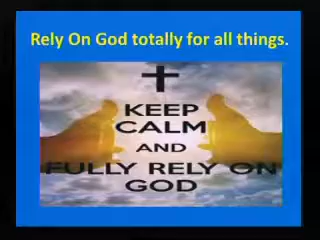 Rely On God totally for all things.
KEEP
CALM
AND
FULLY RELY ON
GOD